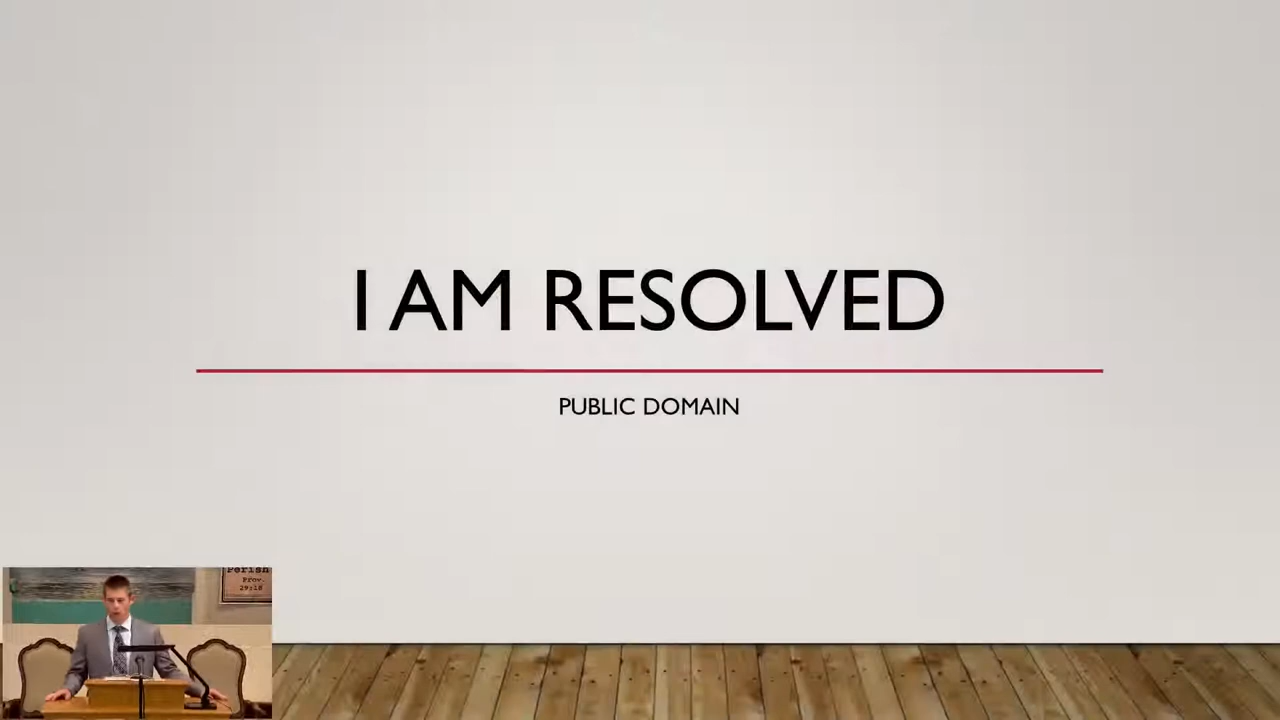 I AM RESOLVED
PUBLIC DOMAIN
Perish
Prov.
29:18